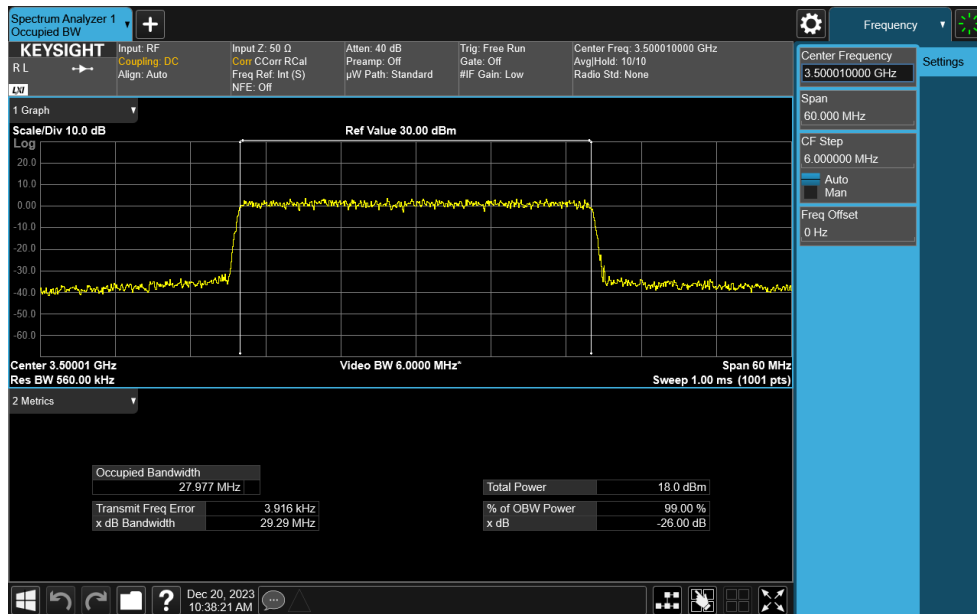 Spectrum Analyzer 1
Occupied BW
Frequency
KEYSIGHT
R L
LXI
Input: RF
Coupling: DC
Align: Auto
Input Z: 50 Ω
Corr CCorr RCal
Freq Ref: Int (S)
NFE: Off
Atten: 40 dB
Preamp: Off
µW Path: Standard
Trig: Free Run
Gate: Off
#IF Gain: Low
Center Freq: 3.500010000 GHz
Avg|Hold: 10/10
Radio Std: None
Center Frequency
3.500010000 GHz
Settings
Span
60.000 MHz
CF Step
6.000000 MHz
Auto
Man
Freq Offset
0 Hz
1 Graph
Scale/Div 10.0 dB
Ref Value 30.00 dBm
Log
20.0
10.0
0.00
-10.0
-20.0
-30.0
-40.0
-50.0
-60.0
Center 3.50001 GHz
Video BW 6.0000 MHz*
Span 60 MHz
Res BW 560.00 kHz
Sweep 1.00 ms (1001 pts)
2 Metrics
Occupied Bandwidth
27.977 MHz
Total Power 18.0 dBm
Transmit Freq Error 3.916 kHz
% of OBW Power 99.00 %
x dB Bandwidth 29.29 MHz
x dB -26.00 dB
?
Dec 20, 2023
10:38:21 AM